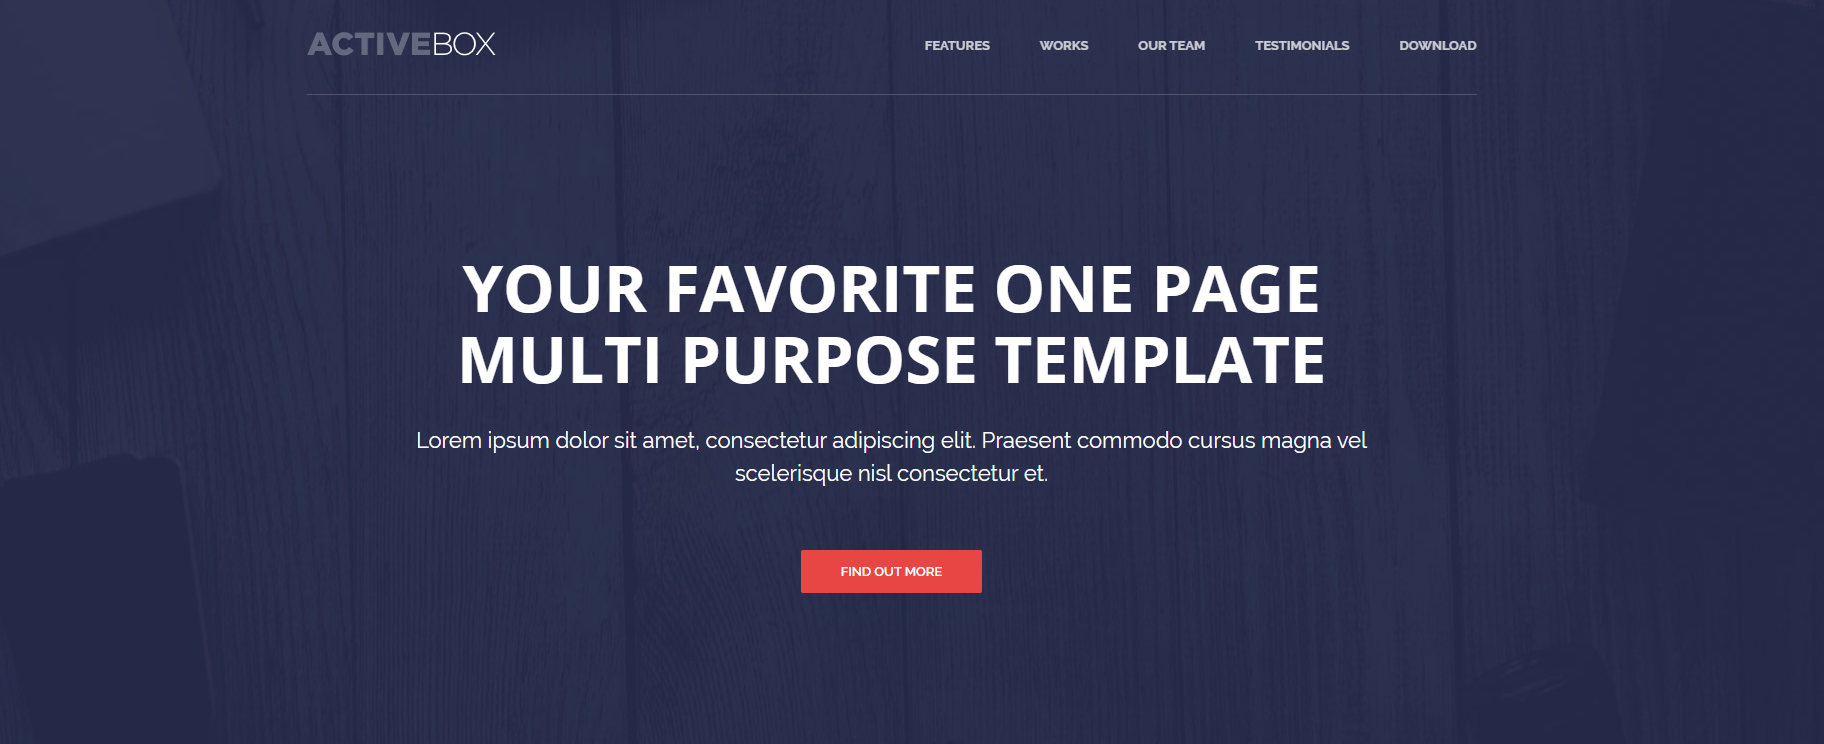 ACTIVEBOX
FEATURES WORKS OUR TEAM TESTIMONIALS DOWNLOAD
YOUR FAVORITE ONE PAGE
MULTI PURPOSE TEMPLATE
Lorem ipsum dolor sit amet, consectetur adipiscing elit. Praesent commodo cursus magna vel
scelerisque nisl consectetur et.
FIND OUT MORE